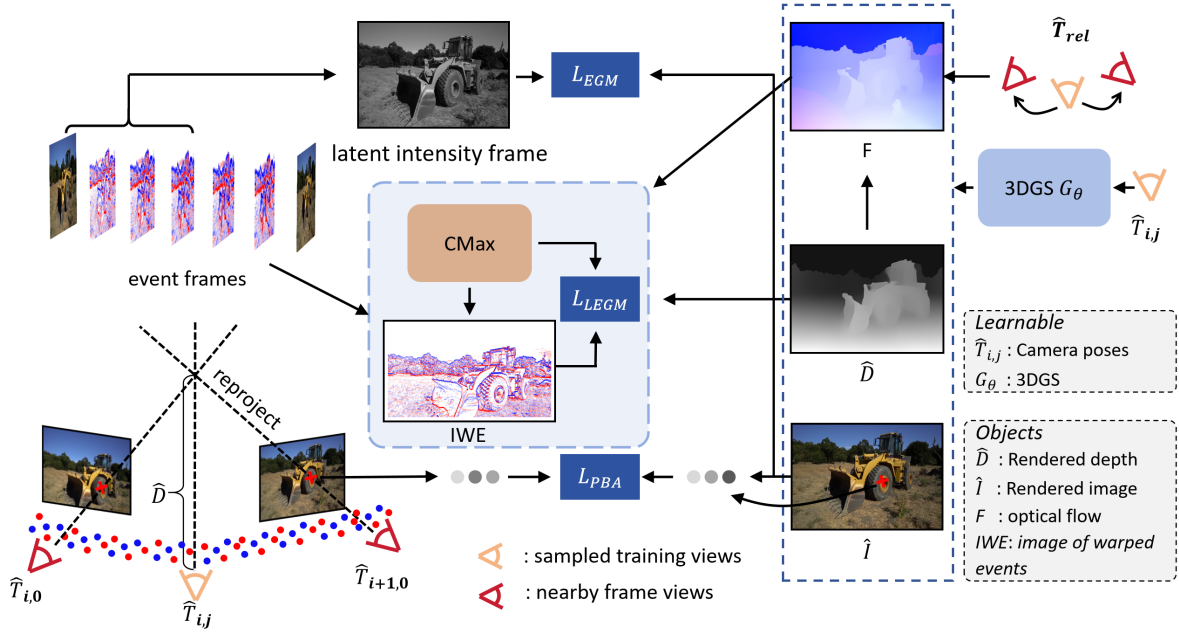 L_EGM
T̂_rel
latent intensity frame
F
3DGS G_θ
T̂_i,j
CMax
event frames
L_LEGM
Learnable
T̂_i,j : Camera poses
G_θ : 3DGS
D̂
reproject
IWE
Objects
D̂ : Rendered depth
Î : Rendered image
F : optical flow
IWE: image of warped
events
D̂
L_PBA
Î
T̂_i,0
T̂_i,j
T̂_i+1,0
: sampled training views
: nearby frame views